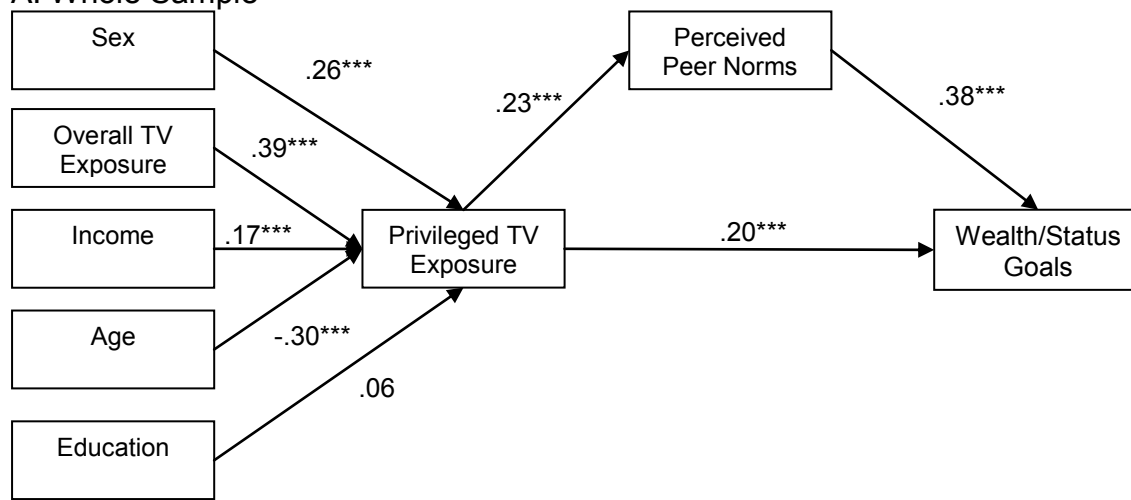 A. Whole Sample
Sex
.26***
Perceived
Peer Norms
.23***
.38***
Overall TV
Exposure
.39***
Income
.17***
Privileged TV
Exposure
.20***
Wealth/Status
Goals
Age
-.30***
.06
Education